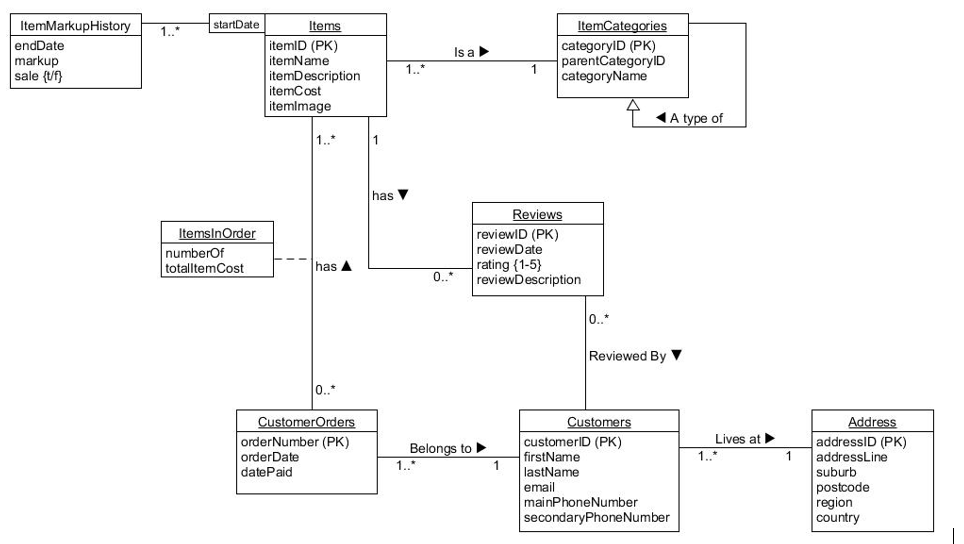 ItemMarkupHistory
endDate
markup
sale {t/f}
1..*
startDate
Items
itemID (PK)
itemName
itemDescription
itemCost
itemImage
Is a ▶
1..*
1
ItemCategories
categoryID (PK)
parentCategoryID
categoryName
◀ A type of
1..*
1
has ▼
ItemsInOrder
numberOf
totalItemCost
has ▲
0..*
Reviews
reviewID (PK)
reviewDate
rating {1-5}
reviewDescription
0..*
Reviewed By ▼
0..*
CustomerOrders
orderNumber (PK)
orderDate
datePaid
Belongs to ▶
1..*
1
Customers
customerID (PK)
firstName
lastName
email
mainPhoneNumber
secondaryPhoneNumber
Lives at ▶
1..*
1
Address
addressID (PK)
addressLine
suburb
postcode
region
country